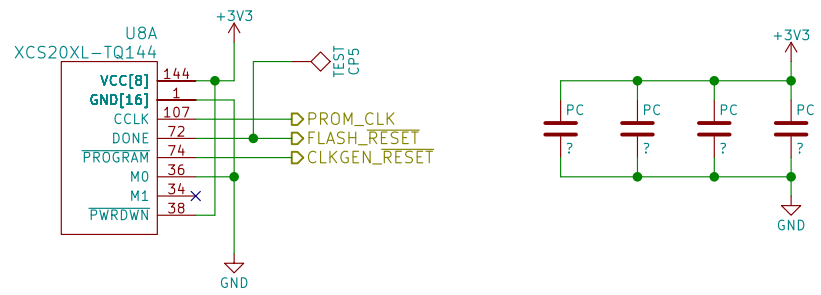 +3V3
U8A
XCS20XL-TQ144
TEST
CP5
VCC[8] 144
GND[16] 1
CCLK 107 PROM_CLK
DONE 72 FLASH_RESET
PROGRAM 74 CLKGEN_RESET
M0 36
M1 34
PWRDWN 38
GND
+3V3
PC PC PC PC
? ? ? ?
GND